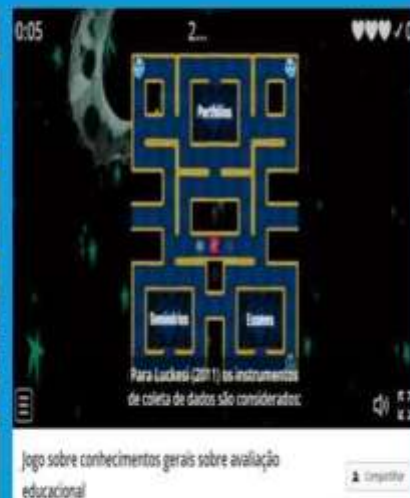 0:05
2...
Portfólios
Seminários
Exames
Para Luckesi (2011) os instrumentos
de coleta de dados são considerados:
Jogo sobre conhecimentos gerais sobre avaliação
educacional
Compartilhar